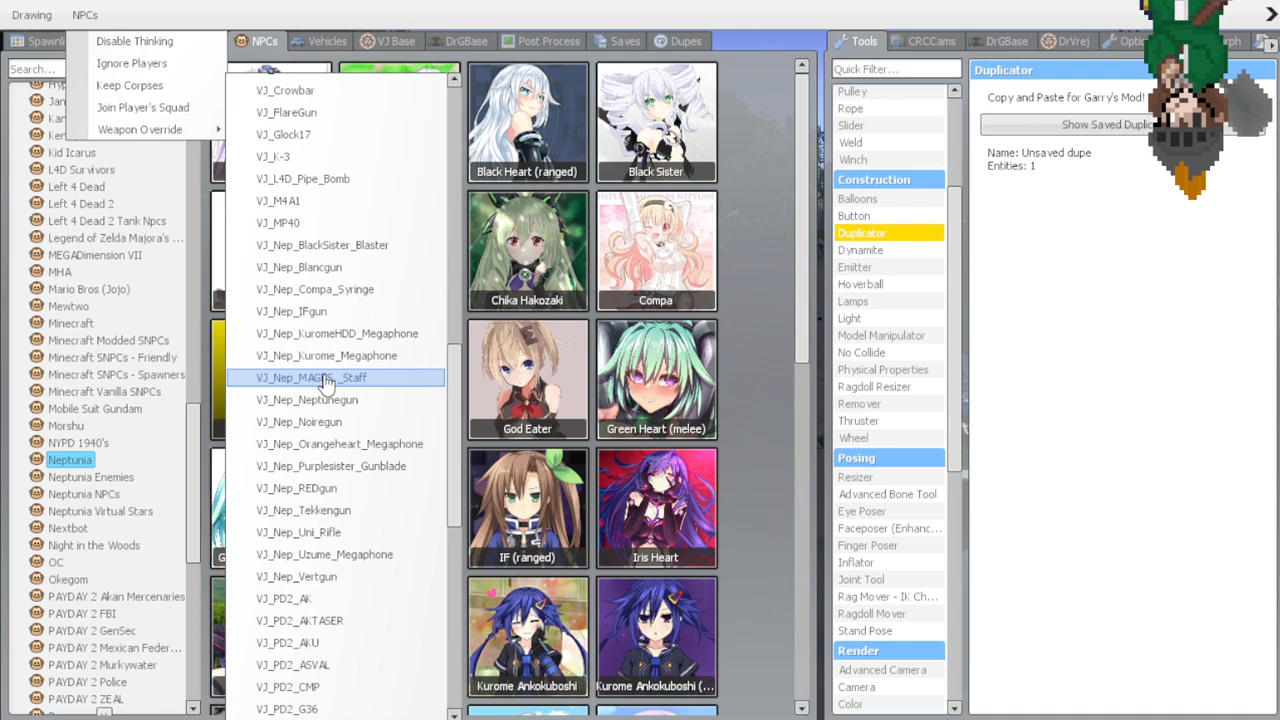 Drawing
NPCs
NPCs
Vehicles
VJ Base
DrGBase
Post Process
Saves
Dupes
Tools
CRCCams
DrGBase
DrVrej
Search...
Disable Thinking
Ignore Players
Keep Corpses
Join Player's Squad
Weapon Override
Kid Icarus
L4D Survivors
Left 4 Dead
Left 4 Dead 2
Left 4 Dead 2 Tank Npcs
Legend of Zelda Majora's ...
MEGADimension VII
MHA
Mario Bros (Jojo)
Mewtwo
Minecraft
Minecraft Modded SNPCs
Minecraft SNPCs - Friendly
Minecraft SNPCs - Spawners
Minecraft Vanilla SNPCs
Mobile Suit Gundam
Morshu
NYPD 1940's
Neptunia
Neptunia Enemies
Neptunia NPCs
Neptunia Virtual Stars
Nextbot
Night in the Woods
OC
Okegom
PAYDAY 2 Akan Mercenaries
PAYDAY 2 FBI
PAYDAY 2 GenSec
PAYDAY 2 Mexican Feder...
PAYDAY 2 Murkywater
PAYDAY 2 Police
PAYDAY 2 ZEAL
VJ_Crowbar
VJ_FlareGun
VJ_Glock17
VJ_K-3
VJ_L4D_Pipe_Bomb
VJ_M4A1
VJ_MP40
VJ_Nep_BlackSister_Blaster
VJ_Nep_Blancgun
VJ_Nep_Compa_Syringe
VJ_Nep_IFgun
VJ_Nep_KuromeHDD_Megaphone
VJ_Nep_Kurome_Megaphone
VJ_Nep_Neptunegun
VJ_Nep_Noiregun
VJ_Nep_Orangeheart_Megaphone
VJ_Nep_Purplesister_Gunblade
VJ_Nep_REDgun
VJ_Nep_Tekkengun
VJ_Nep_Uni_Rifle
VJ_Nep_Uzume_Megaphone
VJ_Nep_Vertgun
VJ_PD2_AK
VJ_PD2_AKTASER
VJ_PD2_AKU
VJ_PD2_ASVAL
VJ_PD2_CMP
VJ_PD2_G36
Black Heart (ranged)
Black Sister
Chika Hakozaki
Compa
God Eater
Green Heart (melee)
IF (ranged)
Iris Heart
Kurome Ankokuboshi
Kurome Ankokuboshi (...
Quick Filter...
Pulley
Rope
Slider
Weld
Winch
Construction
Balloons
Button
Duplicator
Dynamite
Emitter
Hoverball
Lamps
Light
Model Manipulator
No Collide
Physical Properties
Ragdoll Resizer
Remover
Thruster
Wheel
Posing
Resizer
Advanced Bone Tool
Eye Poser
Faceposer (Enhanc...
Finger Poser
Inflator
Joint Tool
Rag Mover - IK Ch...
Ragdoll Mover
Stand Pose
Render
Advanced Camera
Camera
Color
Duplicator
Copy and Paste for Garry's Mod!
Show Saved
Name: Unsaved dupe
Entities: 1